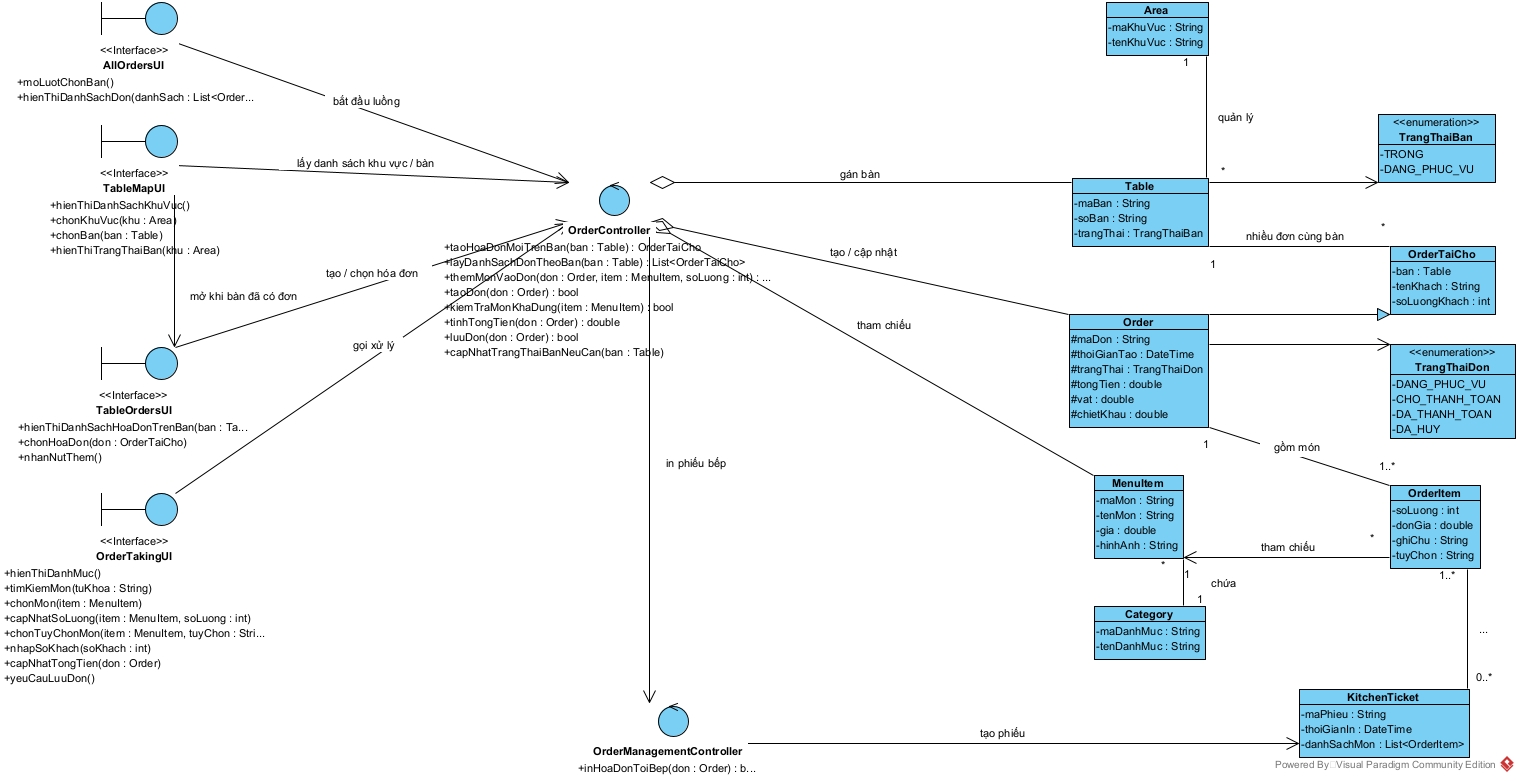 <<Interface>>
AllOrdersUI
+moLuotChonBan()
+hienThiDanhSachDon(danhSach : List<Order...
bắt đầu luồng
<<Interface>>
TableMapUI
+hienThiDanhSachKhuVuc()
+chonKhuVuc(khu : Area)
+chonBan(ban : Table)
+hienThiTrangThaiBan(khu : Area)
lấy danh sách khu vực / bàn
mở khi bàn đã có đơn
<<Interface>>
TableOrdersUI
+hienThiDanhSachHoaDonTrenBan(ban : Ta...
+chonHoaDon(don : OrderTaiCho)
+nhanNutThem()
tạo / chọn hóa đơn
<<Interface>>
OrderTakingUI
+hienThiDanhMuc()
+timKiemMon(tuKhoa : String)
+chonMon(item : MenuItem)
+capNhatSoLuong(item : MenuItem, soLuong : int)
+chonTuyChonMon(item : MenuItem, tuyChon : Stri...
+nhapSoKhach(soKhach : int)
+capNhatTongTien(don : Order)
+yeuCauLuuDon()
gọi xử lý
OrderController
+taoHoaDonMoiTrenBan(ban : Table) : OrderTaiCho
+layDanhSachDonTheoBan(ban : Table) : List<OrderTaiCho>
+themMonVaoDon(don : Order, item : MenuItem, soLuong : int) : ...
+taoDon(don : Order) : bool
+kiemTraMonKhaDung(item : MenuItem) : bool
+tinhTongTien(don : Order) : double
+luuDon(don : Order) : bool
+capNhatTrangThaiBanNeuCan(ban : Table)
in phiếu bếp
OrderManagementController
+inHoaDonToiBep(don : Order) : b...
tạo phiếu
gán bàn
tạo / cập nhật
tham chiếu
Area
-maKhuVuc : String
-tenKhuVuc : String
1
quản lý
*
Table
-maBan : String
-soBan : String
-trangThai : TrangThaiBan
<<enumeration>>
TrangThaiBan
-TRONG
-DANG_PHUC_VU
*
nhiều đơn cùng bàn
1
OrderTaiCho
-ban : Table
-tenKhach : String
-soLuongKhach : int
Order
#maDon : String
#thoiGianTao : DateTime
#trangThai : TrangThaiDon
#tongTien : double
#vat : double
#chietKhau : double
<<enumeration>>
TrangThaiDon
-DANG_PHUC_VU
-CHO_THANH_TOAN
-DA_THANH_TOAN
-DA_HUY
1
gồm món
1..*
MenuItem
-maMon : String
-tenMon : String
-gia : double
-hinhAnh : String
OrderItem
-soLuong : int
-donGia : double
-ghiChu : String
-tuyChon : String
*
tham chiếu
1
*
chứa
1
Category
-maDanhMuc : String
-tenDanhMuc : String
1..*
...
0..*
KitchenTicket
-maPhieu : String
-thoiGianIn : DateTime
-danhSachMon : List<OrderItem>
Powered By Visual Paradigm Community Edition